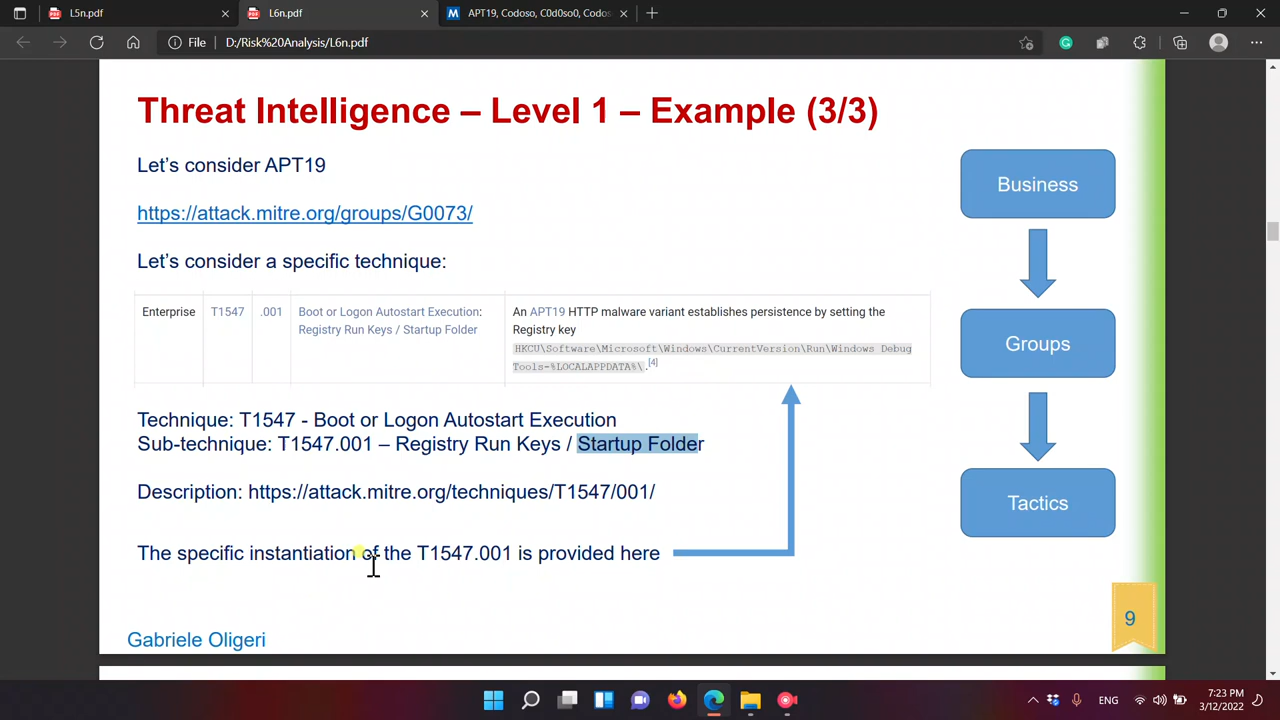 L5n.pdf
L6n.pdf
APT19, Codoso, C0d0so0, Codos
File
D:/Risk%20Analysis/L6n.pdf
Threat Intelligence – Level 1 – Example (3/3)
Let's consider APT19
https://attack.mitre.org/groups/G0073/
Let's consider a specific technique:
Enterprise T1547 .001 Boot or Logon Autostart Execution: An APT19 HTTP malware variant establishes persistence by setting the
Registry Run Keys / Startup Folder Registry key
HKCU\Software\Microsoft\Windows\CurrentVersion\Run\Windows Debug
Tools-%LOCALAPPDATA%\.[4]
Technique: T1547 - Boot or Logon Autostart Execution
Sub-technique: T1547.001 – Registry Run Keys / Startup Folder
Description: https://attack.mitre.org/techniques/T1547/001/
The specific instantiation of the T1547.001 is provided here
Business
Groups
Tactics
9
Gabriele Oligeri
ENG
7:23 PM
3/12/2022